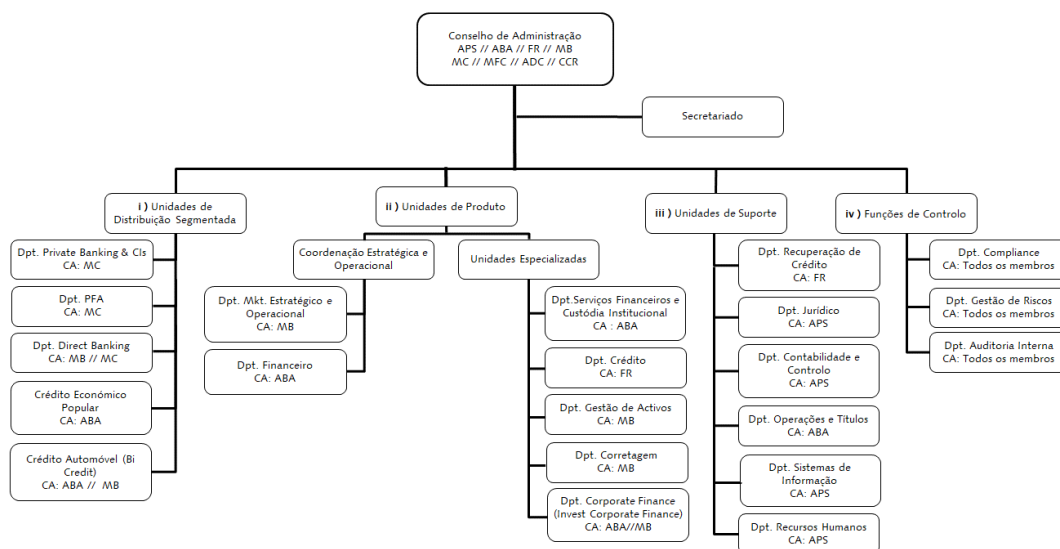 Conselho de Administração
APS // ABA // FR // MB
MC // MFC // ADC // CCR
Secretariado
i ) Unidades de
Distribuição Segmentada
Dpt. Private Banking & CIs
CA: MC
Dpt. PFA
CA: MC
Dpt. Direct Banking
CA: MB // MC
Crédito Económico
Popular
CA: ABA
Crédito Automóvel (Bi
Credit)
CA: ABA // MB
ii ) Unidades de Produto
Coordenação Estratégica e
Operacional
Dpt. Mkt. Estratégico e
Operacional
CA: MB
Dpt. Financeiro
CA: ABA
Unidades Especializadas
Dpt.Serviços Financeiros e
Custódia Institucional
CA : ABA
Dpt. Crédito
CA: FR
Dpt. Gestão de Activos
CA: MB
Dpt. Corretagem
CA: MB
Dpt. Corporate Finance
(Invest Corporate Finance)
CA: ABA//MB
iii ) Unidades de Suporte
Dpt. Recuperação de
Crédito
CA: FR
Dpt. Jurídico
CA: APS
Dpt. Contabilidade e
Controlo
CA: APS
Dpt. Operações e Títulos
CA: ABA
Dpt. Sistemas de
Informação
CA: APS
Dpt. Recursos Humanos
CA: APS
iv ) Funções de Controlo
Dpt. Compliance
CA: Todos os membros
Dpt. Gestão de Riscos
CA: Todos os membros
Dpt. Auditoria Interna
CA: Todos os membros